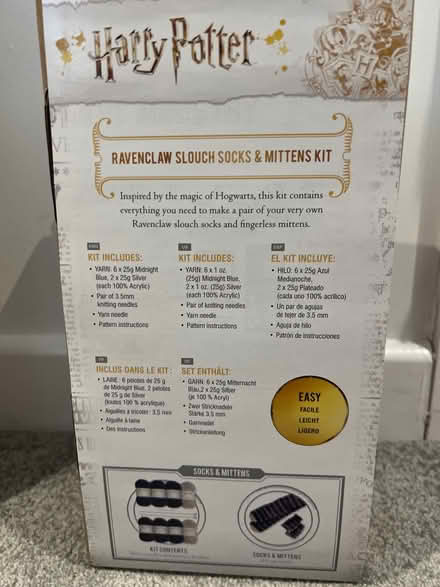 Harry Potter
RAVENCLAW SLOUCH SOCKS & MITTENS KIT
Inspired by the magic of Hogwarts, this kit contains
everything you need to make a pair of your very own
Ravenclaw slouch socks and fingerless mittens.
KIT INCLUDES:
• YARN: 6 x 25g Midnight
Blue, 2 x 25g Silver
(each 100% Acrylic)
• Pair of 3.5mm
knitting needles
• Yarn needle
• Pattern instructions
US
KIT INCLUDES:
• YARN: 6 x 1 oz.
(25g) Midnight Blue,
2 x 1 oz. (25g) Silver
(each 100% Acrylic)
• Pair of knitting needles
• Yarn needle
• Pattern instructions
ESP
EL KIT INCLUYE:
• HILO: 6 x 25g Azul
Medianoche,
2 x 25g Plateado
(cada uno 100% acrílico)
• Un par de agujas
de tejer de 3.5 mm
• Aguja de hilo
• Patrón de instrucciones
FR
INCLUS DANS LE KIT :
• LAINE : 6 pelotes de 25 g
de Midnight Blue, 2 pelotes
de 25 g de Silver
(toutes 100 % acrylique)
• Aiguilles à tricoter : 3,5 mm
• Aiguille à laine
• Des instructions
DE
SET ENTHÄLT:
• GARN: 6 x 25g Mitternacht
Blau, 2 x 25g Silber
(je 100% Acryl)
• Zwei Stricknadeln
Stärke 3.5 mm
• Garnnadel
• Strickanleitung
EASY
FACILE
LEICHT
LIGERO
SOCKS & MITTENS
KIT CONTENTS
SOCKS & MITTENS